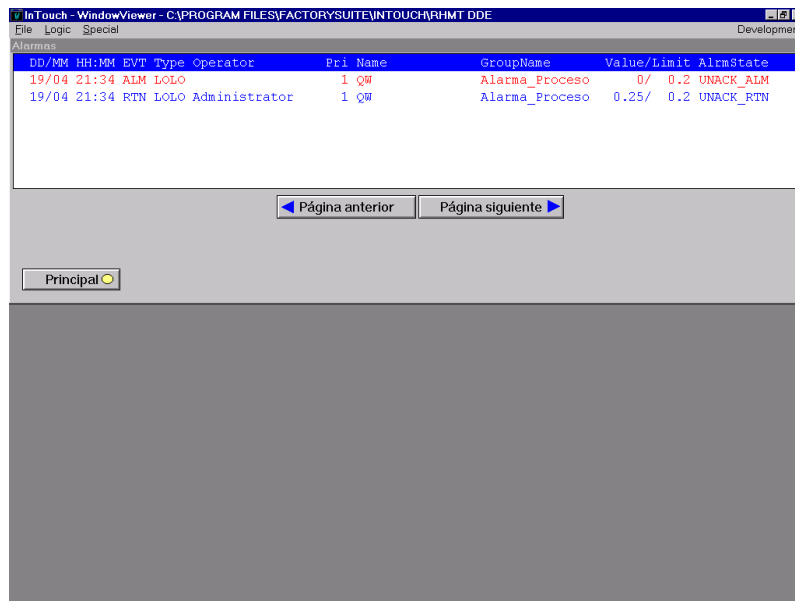 InTouch - WindowViewer - C:\PROGRAM FILES\FACTORYSUITE\INTOUCH\RHMT DDE
File Logic Special Developmen
Alarmas
DD/MM HH:MM EVT Type Operator Pri Name GroupName Value/Limit AlrmState
19/04 21:34 ALM LOLO 1 QW Alarma_Proceso 0/ 0.2 UNACK_ALM
19/04 21:34 RTN LOLO Administrator 1 QW Alarma_Proceso 0.25/ 0.2 UNACK_RTN
Página anterior Página siguiente
Principal